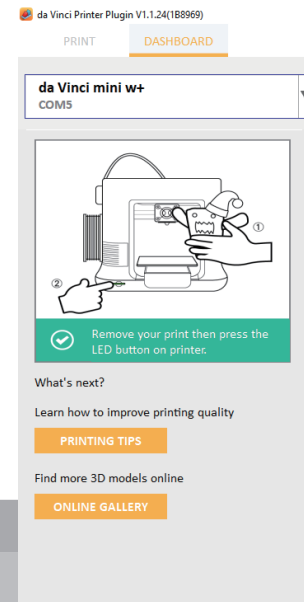 da Vinci Printer Plugin V1.1.24(1B8969)
PRINT DASHBOARD
da Vinci mini w+
COM5
①
②
Remove your print then press the
LED button on printer.
What's next?
Learn how to improve printing quality
PRINTING TIPS
Find more 3D models online
ONLINE GALLERY